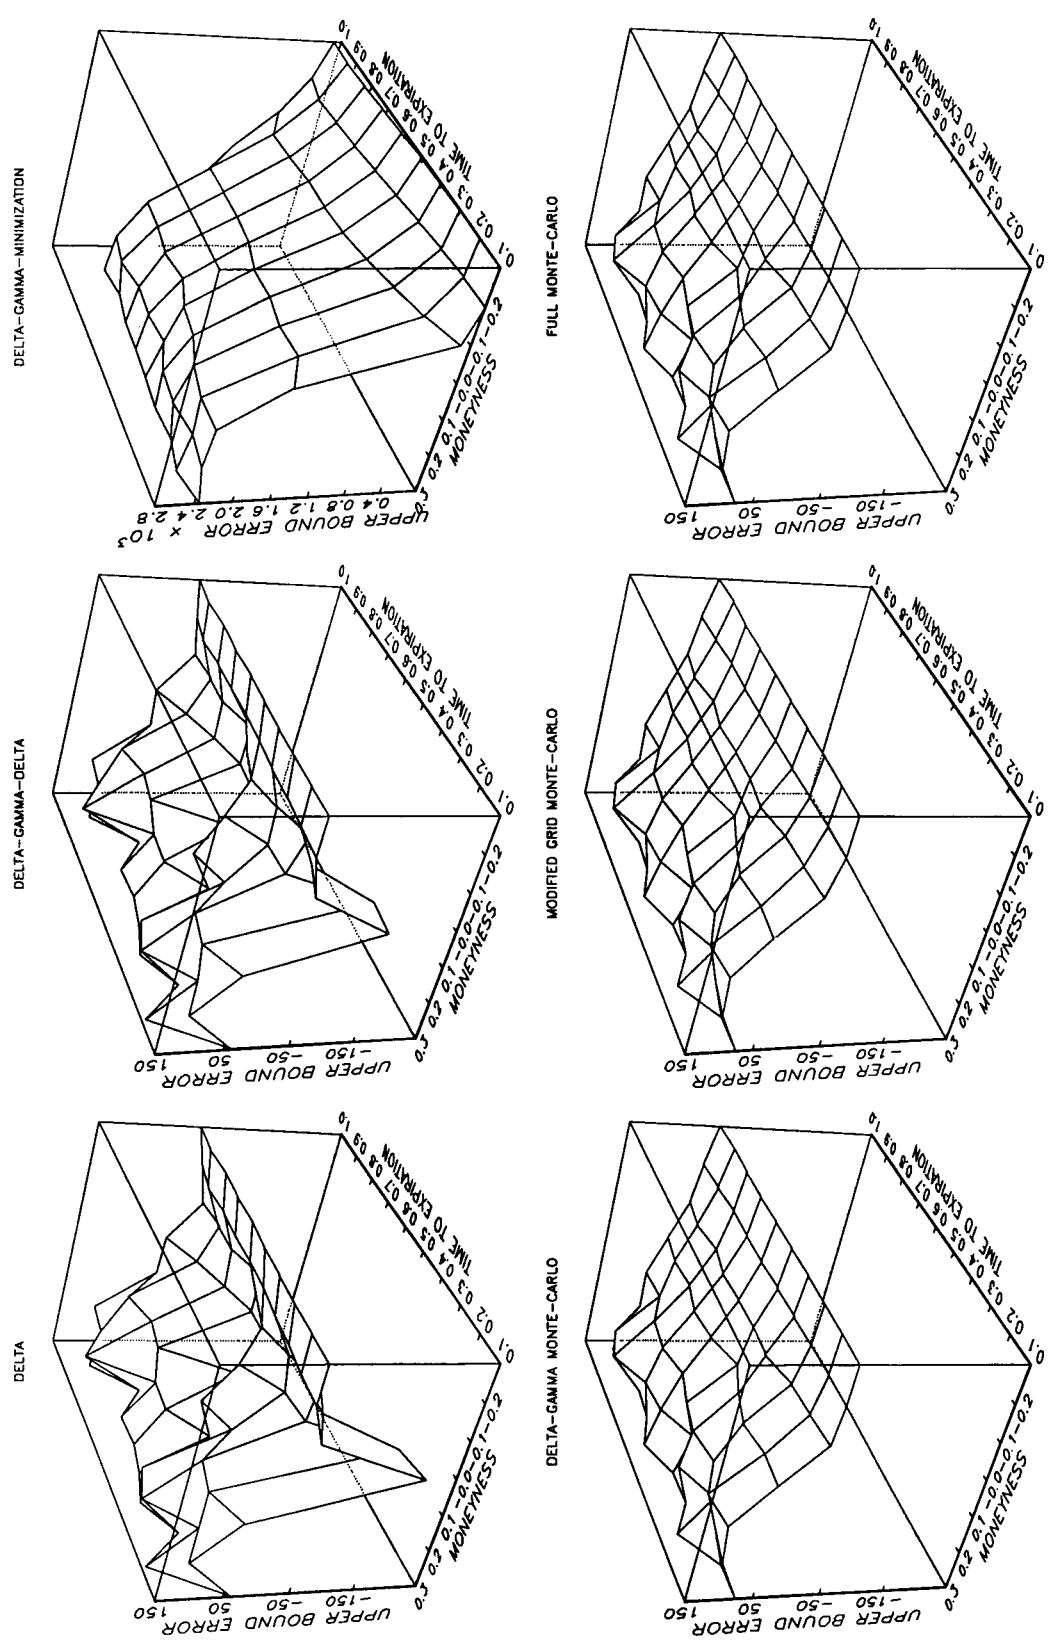 DELTA
UPPER BOUND ERROR
-150 -50 50 150
0.3 0.2 0.1 -0.0 -0.1 -0.2
MONEYNESS
0.1 0.2 0.3 0.4 0.5 0.6 0.7 0.8 0.9 1.0
TIME TO EXPIRATION
DELTA-GAMMA-DELTA
UPPER BOUND ERROR
-150 -50 50 150
0.3 0.2 0.1 -0.0 -0.1 -0.2
MONEYNESS
0.1 0.2 0.3 0.4 0.5 0.6 0.7 0.8 0.9 1.0
TIME TO EXPIRATION
DELTA-GAMMA-MINIMIZATION
UPPER BOUND ERROR × 10³
0.4 0.8 1.2 1.6 2.0 2.4 2.8
0.3 0.2 0.1 -0.0 -0.1 -0.2
MONEYNESS
0.1 0.2 0.3 0.4 0.5 0.6 0.7 0.8 0.9 1.0
TIME TO EXPIRATION
DELTA-GAMMA MONTE-CARLO
UPPER BOUND ERROR
-150 -50 50 150
0.3 0.2 0.1 -0.0 -0.1 -0.2
MONEYNESS
0.1 0.2 0.3 0.4 0.5 0.6 0.7 0.8 0.9 1.0
TIME TO EXPIRATION
MODIFIED GRID MONTE-CARLO
UPPER BOUND ERROR
-150 -50 50 150
0.3 0.2 0.1 -0.0 -0.1 -0.2
MONEYNESS
0.1 0.2 0.3 0.4 0.5 0.6 0.7 0.8 0.9 1.0
TIME TO EXPIRATION
FULL MONTE-CARLO
UPPER BOUND ERROR
-150 -50 50 150
0.3 0.2 0.1 -0.0 -0.1 -0.2
MONEYNESS
0.1 0.2 0.3 0.4 0.5 0.6 0.7 0.8 0.9 1.0
TIME TO EXPIRATION